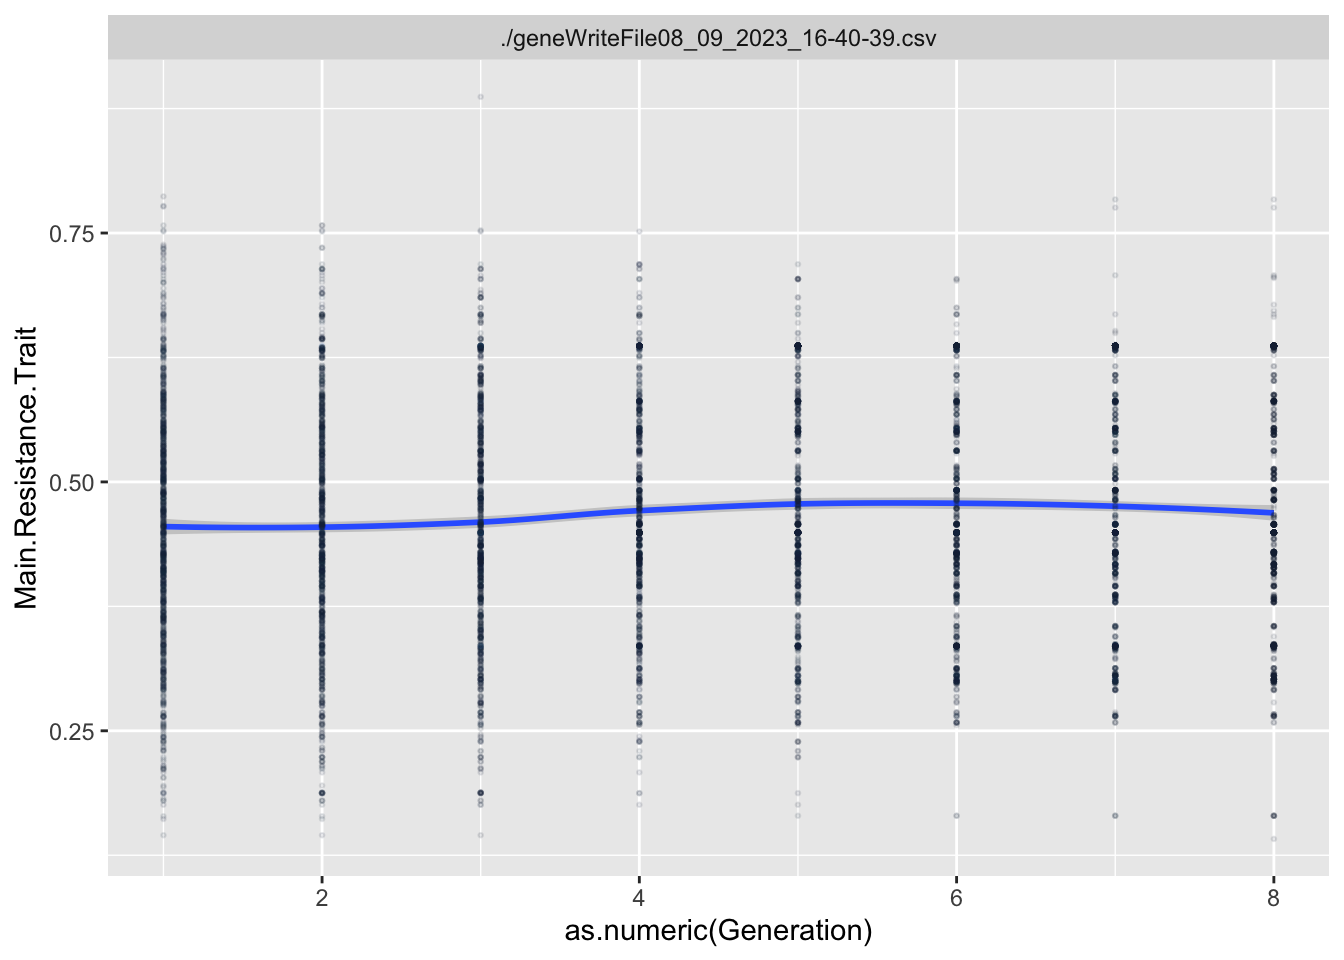 ./geneWriteFile08_09_2023_16-40-39.csv
Main.Resistance.Trait
0.75
0.50
0.25
2 4 6 8
as.numeric(Generation)